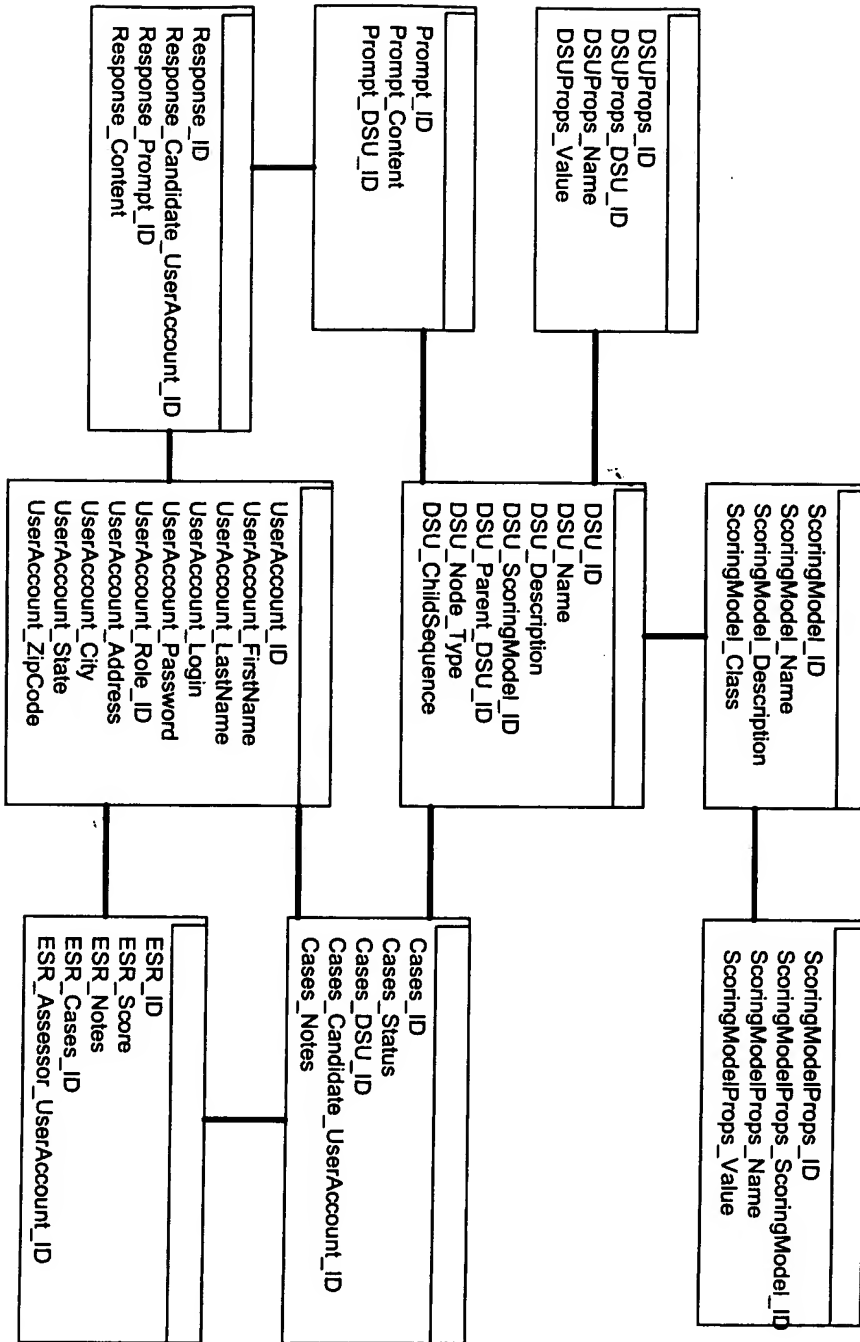 ScoringModel_ID
ScoringModel_Name
ScoringModel_Description
ScoringModel_Class
ScoringModelProps_ID
ScoringModelProps_ScoringModel_ID
ScoringModelProps_Name
ScoringModelProps_Value
DSUProps_ID
DSUProps_DSU_ID
DSUProps_Name
DSUProps_Value
DSU_ID
DSU_Name
DSU_Description
DSU_ScoringModel_ID
DSU_Parent_DSU_ID
DSU_Node_Type
DSU_ChildSequence
Prompt_ID
Prompt_Content
Prompt_DSU_ID
Cases_ID
Cases_Status
Cases_DSU_ID
Cases_Candidate_UserAccount_ID
Cases_Notes
Response_ID
Response_Candidate_UserAccount_ID
Response_Prompt_ID
Response_Content
UserAccount_ID
UserAccount_FirstName
UserAccount_LastName
UserAccount_Login
UserAccount_Password
UserAccount_Role_ID
UserAccount_Address
UserAccount_City
UserAccount_State
UserAccount_ZipCode
ESR_ID
ESR_Score
ESR_Notes
ESR_Cases_ID
ESR_Assessor_UserAccount_ID